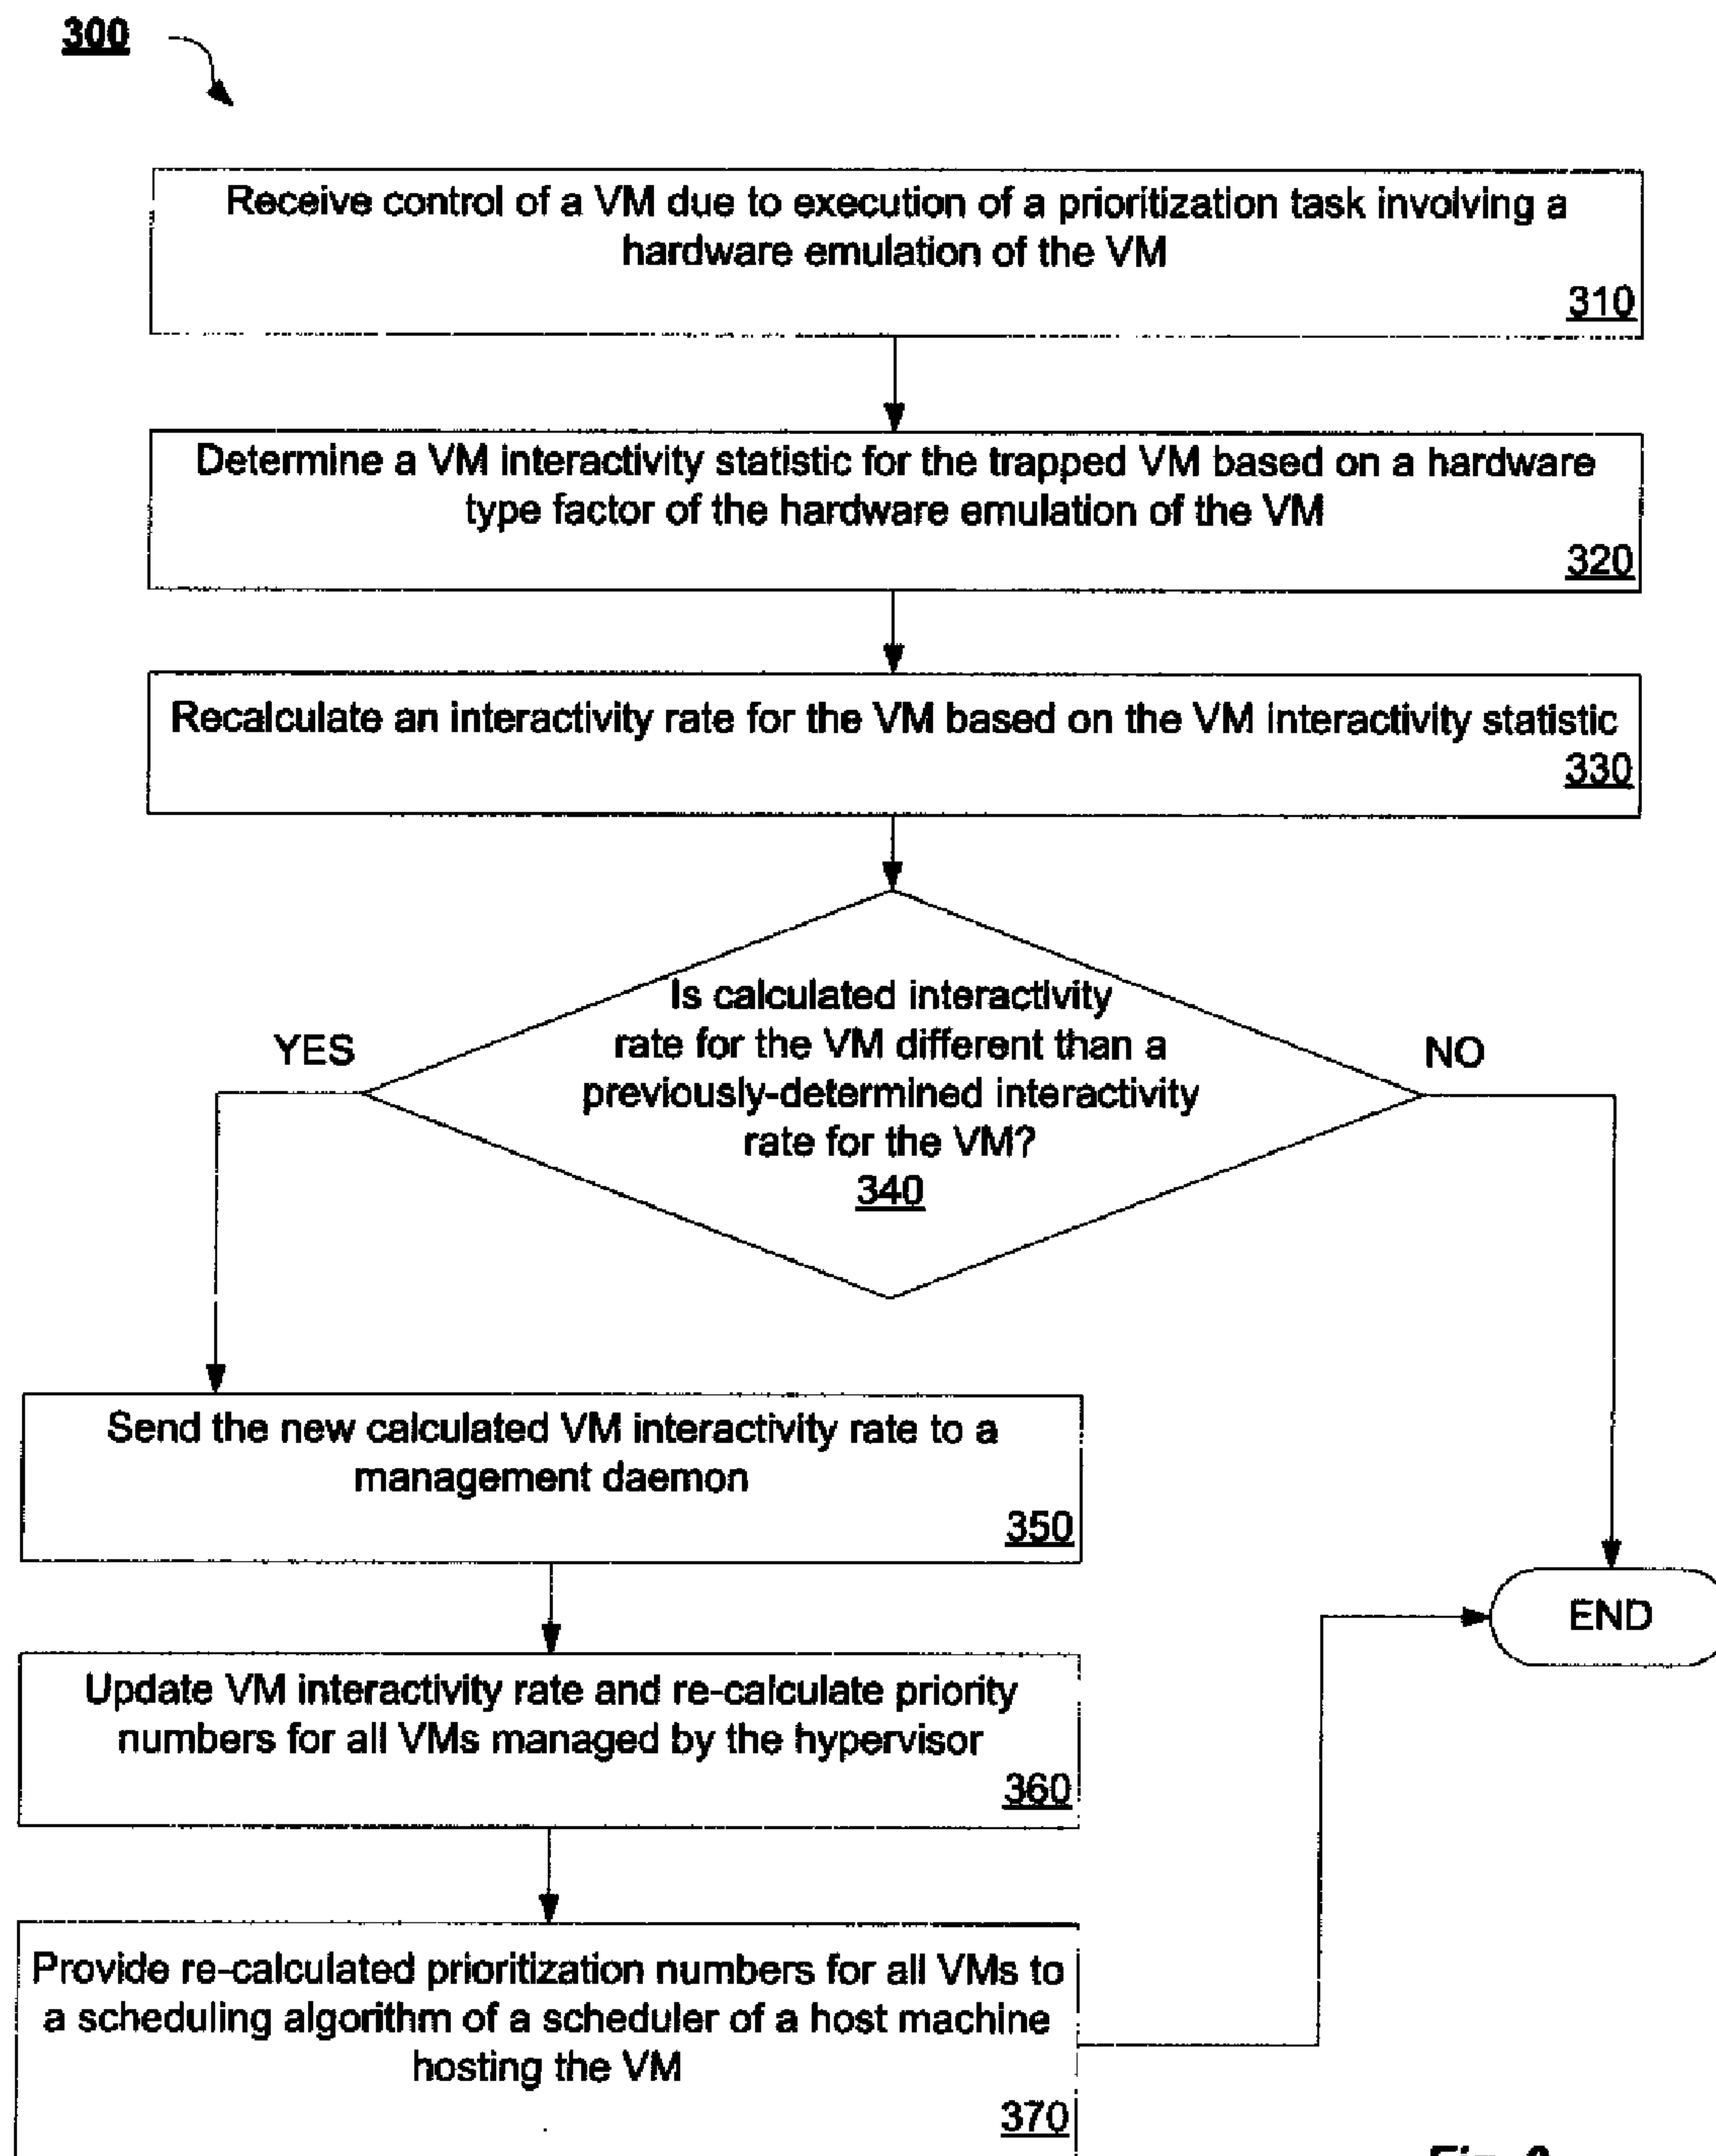 300
Receive control of a VM due to execution of a prioritization task involving a
hardware emulation of the VM
310
Determine a VM interactivity statistic for the trapped VM based on a hardware
type factor of the hardware emulation of the VM
320
Recalculate an interactivity rate for the VM based on the VM interactivity statistic
330
Is calculated interactivity
rate for the VM different than a
previously-determined interactivity
rate for the VM?
340
YES
NO
Send the new calculated VM interactivity rate to a
management daemon
350
END
Update VM interactivity rate and re-calculate priority
numbers for all VMs managed by the hypervisor
360
Provide re-calculated prioritization numbers for all VMs to
a scheduling algorithm of a scheduler of a host machine
hosting the VM
370